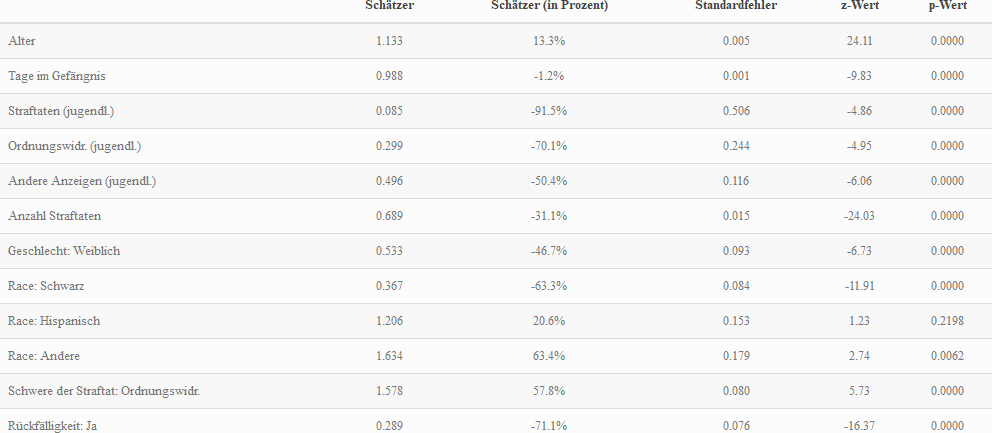 Schätzer Schätzer (in Prozent) Standardfehler z-Wert p-Wert
Alter 1.133 13.3% 0.005 24.11 0.0000
Tage im Gefängnis 0.988 -1.2% 0.001 -9.83 0.0000
Straftaten (jugendl.) 0.085 -91.5% 0.506 -4.86 0.0000
Ordnungswidr. (jugendl.) 0.299 -70.1% 0.244 -4.95 0.0000
Andere Anzeigen (jugendl.) 0.496 -50.4% 0.116 -6.06 0.0000
Anzahl Straftaten 0.689 -31.1% 0.015 -24.03 0.0000
Geschlecht: Weiblich 0.533 -46.7% 0.093 -6.73 0.0000
Race: Schwarz 0.367 -63.3% 0.084 -11.91 0.0000
Race: Hispanisch 1.206 20.6% 0.153 1.23 0.2198
Race: Andere 1.634 63.4% 0.179 2.74 0.0062
Schwere der Straftat: Ordnungswidr. 1.578 57.8% 0.080 5.73 0.0000
Rückfälligkeit: Ja 0.289 -71.1% 0.076 -16.37 0.0000